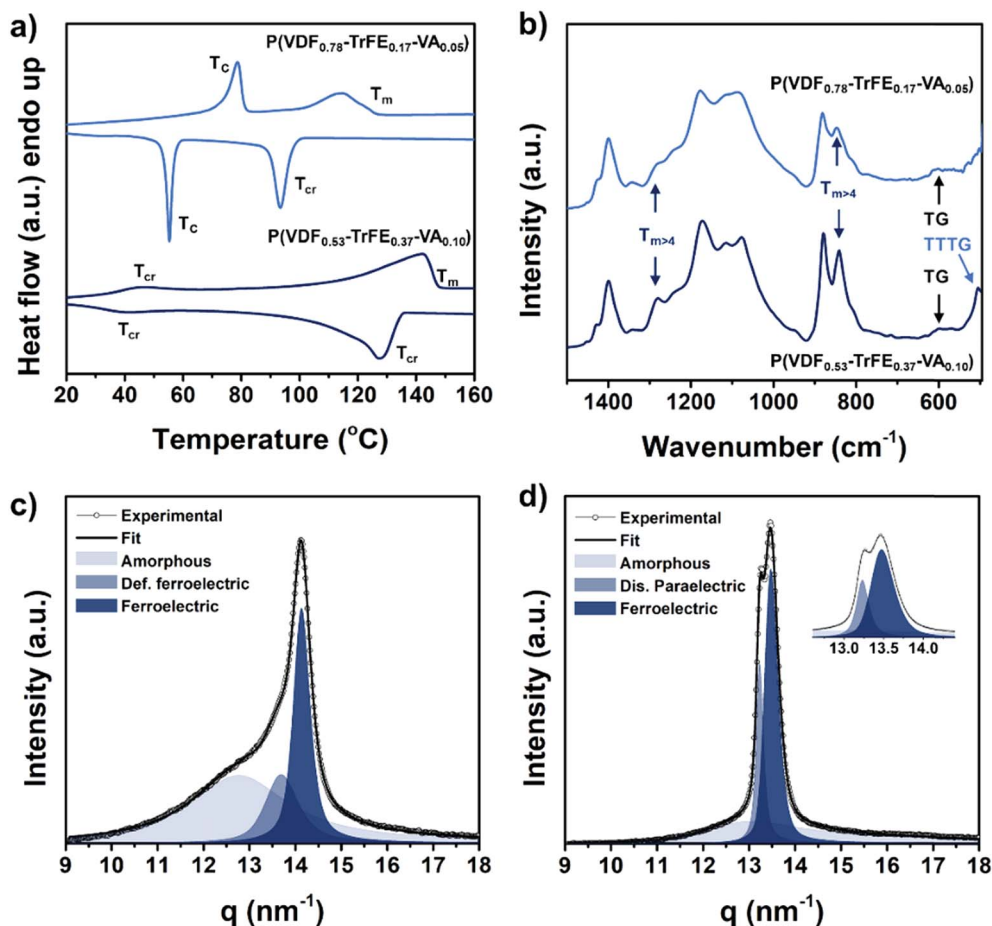 a)
Heat flow (a.u.) endo up
P(VDF0.78-TrFE0.17-VA0.05)
TC
Tm
TC
Tcr
P(VDF0.53-TrFE0.37-VA0.10)
Tcr
Tm
Tcr
Tcr
20 40 60 80 100 120 140 160
Temperature (oC)
b)
Intensity (a.u.)
P(VDF0.78-TrFE0.17-VA0.05)
Tm>4
Tm>4
TG
TTTG
TG
P(VDF0.53-TrFE0.37-VA0.10)
1400 1200 1000 800 600
Wavenumber (cm-1)
c)
Intensity (a.u.)
Experimental
Fit
Amorphous
Def. ferroelectric
Ferroelectric
9 10 11 12 13 14 15 16 17 18
q (nm-1)
d)
Intensity (a.u.)
Experimental
Fit
Amorphous
Dis. Paraelectric
Ferroelectric
13.0 13.5 14.0
9 10 11 12 13 14 15 16 17 18
q (nm-1)